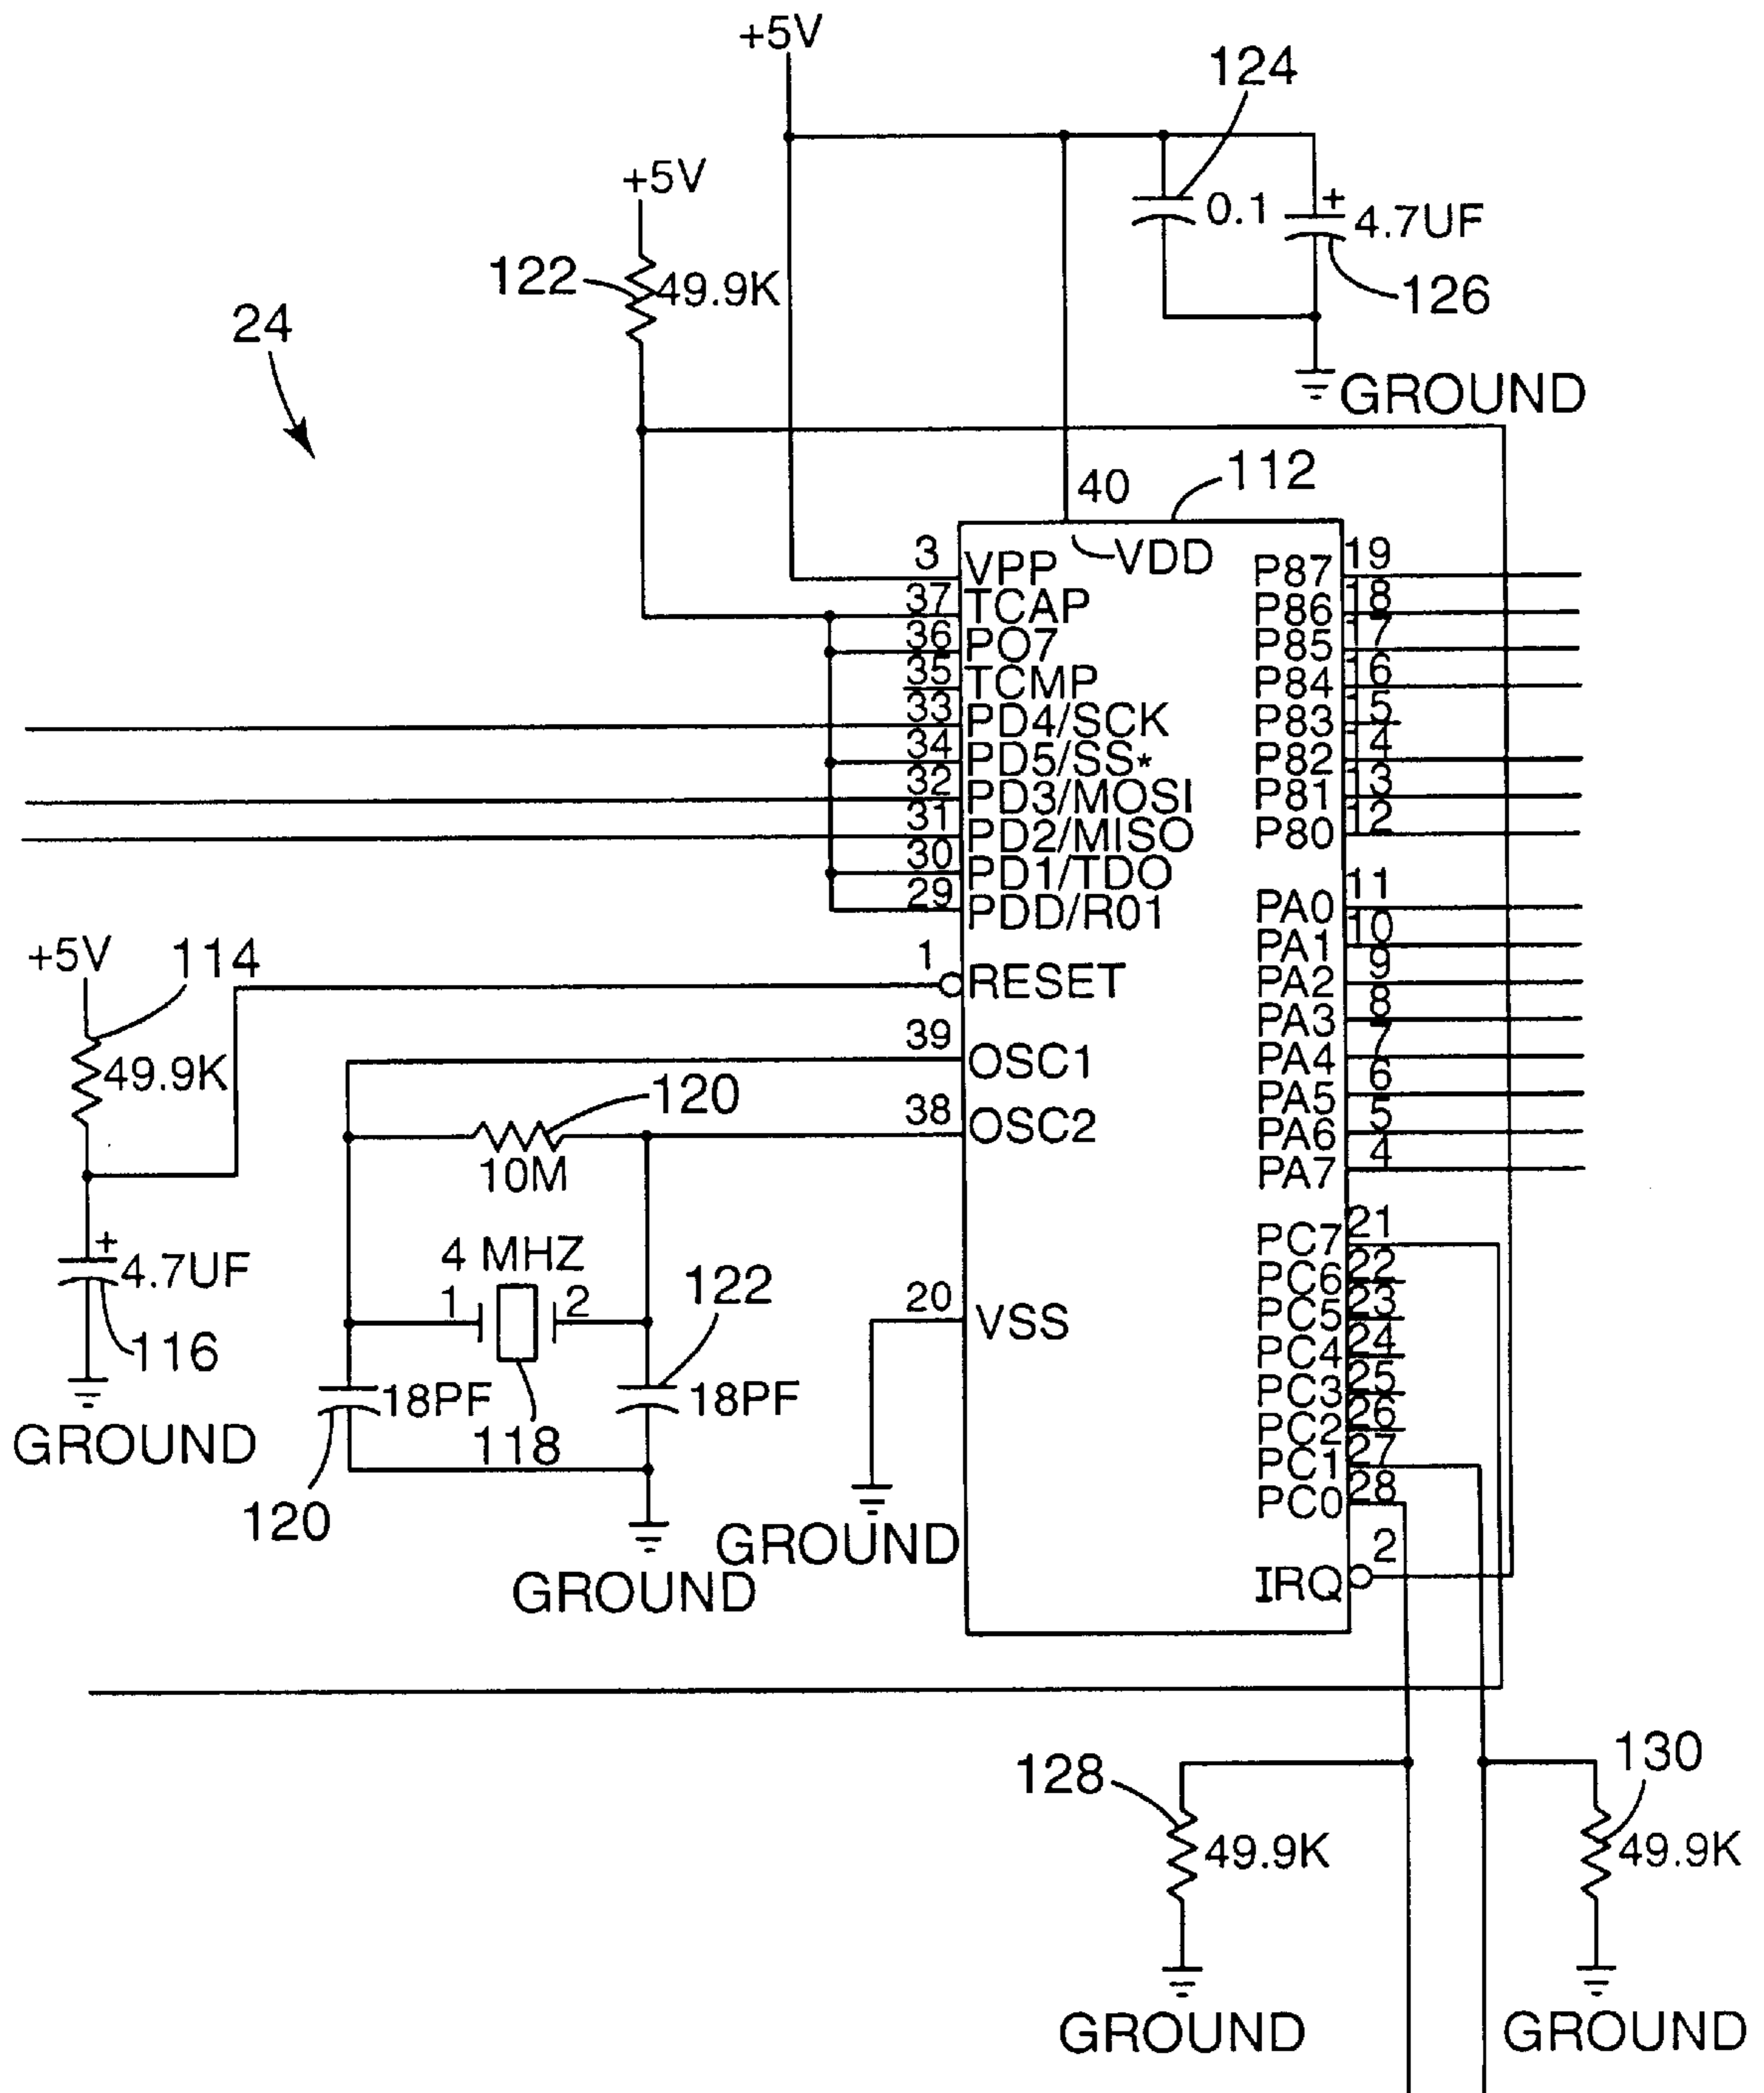 +5V
124
+5V
0.1
+
4.7UF
122
49.9K
126
24
GROUND
40
112
3
VPP
VDD
P87
19
37
TCAP
P86
18
36
PO7
P85
17
35
TCMP
P84
16
33
PD4/SCK
P83
15
34
PD5/SS*
P82
14
32
PD3/MOSI
P81
13
31
PD2/MISO
P80
12
30
PD1/TDO
29
PDD/R01
PA0
11
PA1
10
+5V
114
1
RESET
PA2
9
PA3
8
39
OSC1
PA4
7
49.9K
120
PA5
6
38
OSC2
PA6
5
10M
PA7
4
+
4.7UF
4 MHZ
1
2
122
PC7
21
PC6
22
20
VSS
PC5
23
116
PC4
24
18PF
18PF
PC3
25
GROUND
118
PC2
26
PC1
27
120
PC0
28
GROUND
2
GROUND
IRQ
128
130
49.9K
49.9K
GROUND
GROUND